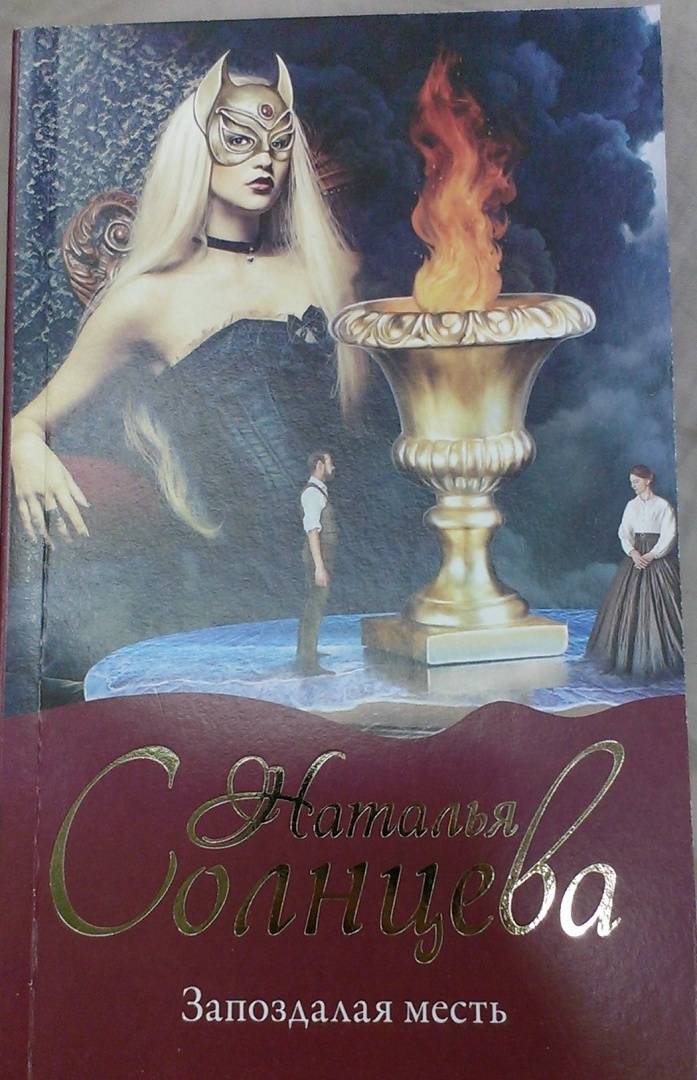 Наталья
Солнцева
Запоздалая месть